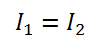 I₁ = I₂